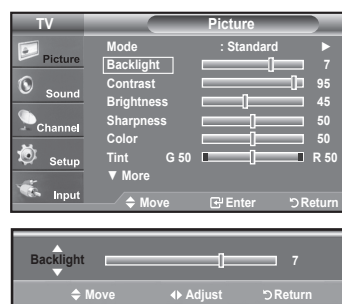 TV Picture
Picture
Sound
Channel
Setup
Input
Mode : Standard ►
Backlight 7
Contrast 95
Brightness 45
Sharpness 50
Color 50
Tint G 50 R 50
▼ More
Move Enter Return
Backlight 7
Move Adjust Return